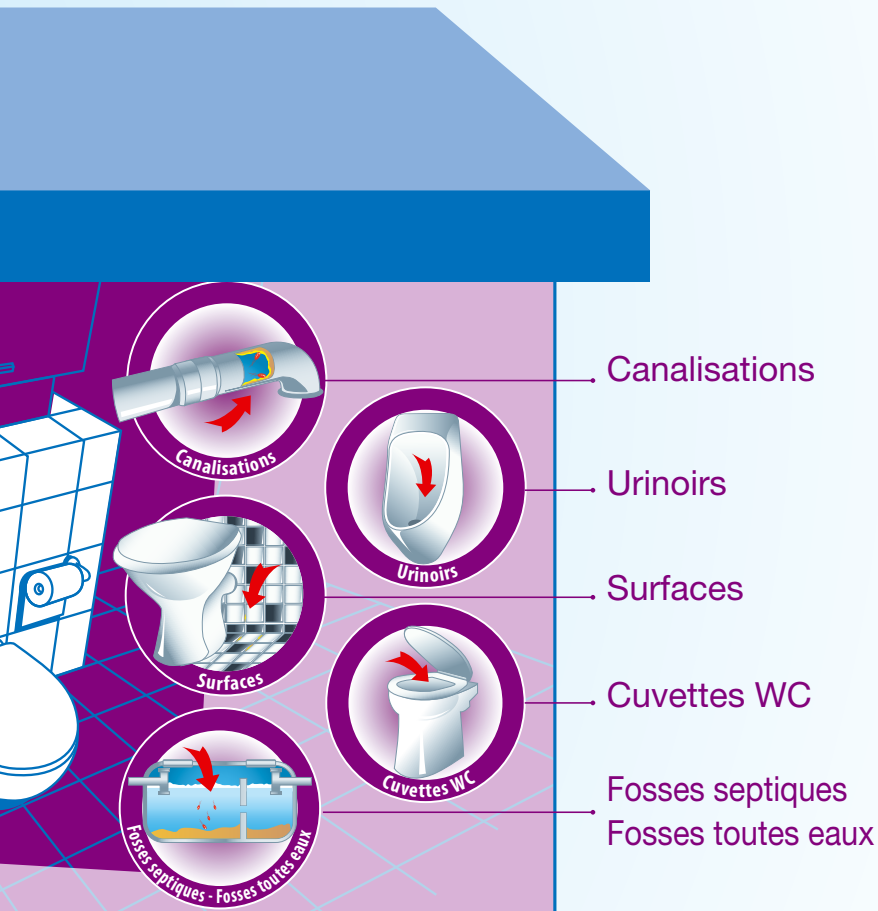 Canalisations
Canalisations
Urinoirs
Urinoirs
Surfaces
Surfaces
Cuvettes WC
Cuvettes WC
Fosses septiques
Fosses toutes eaux
Fosses septiques - Fosses toutes eaux